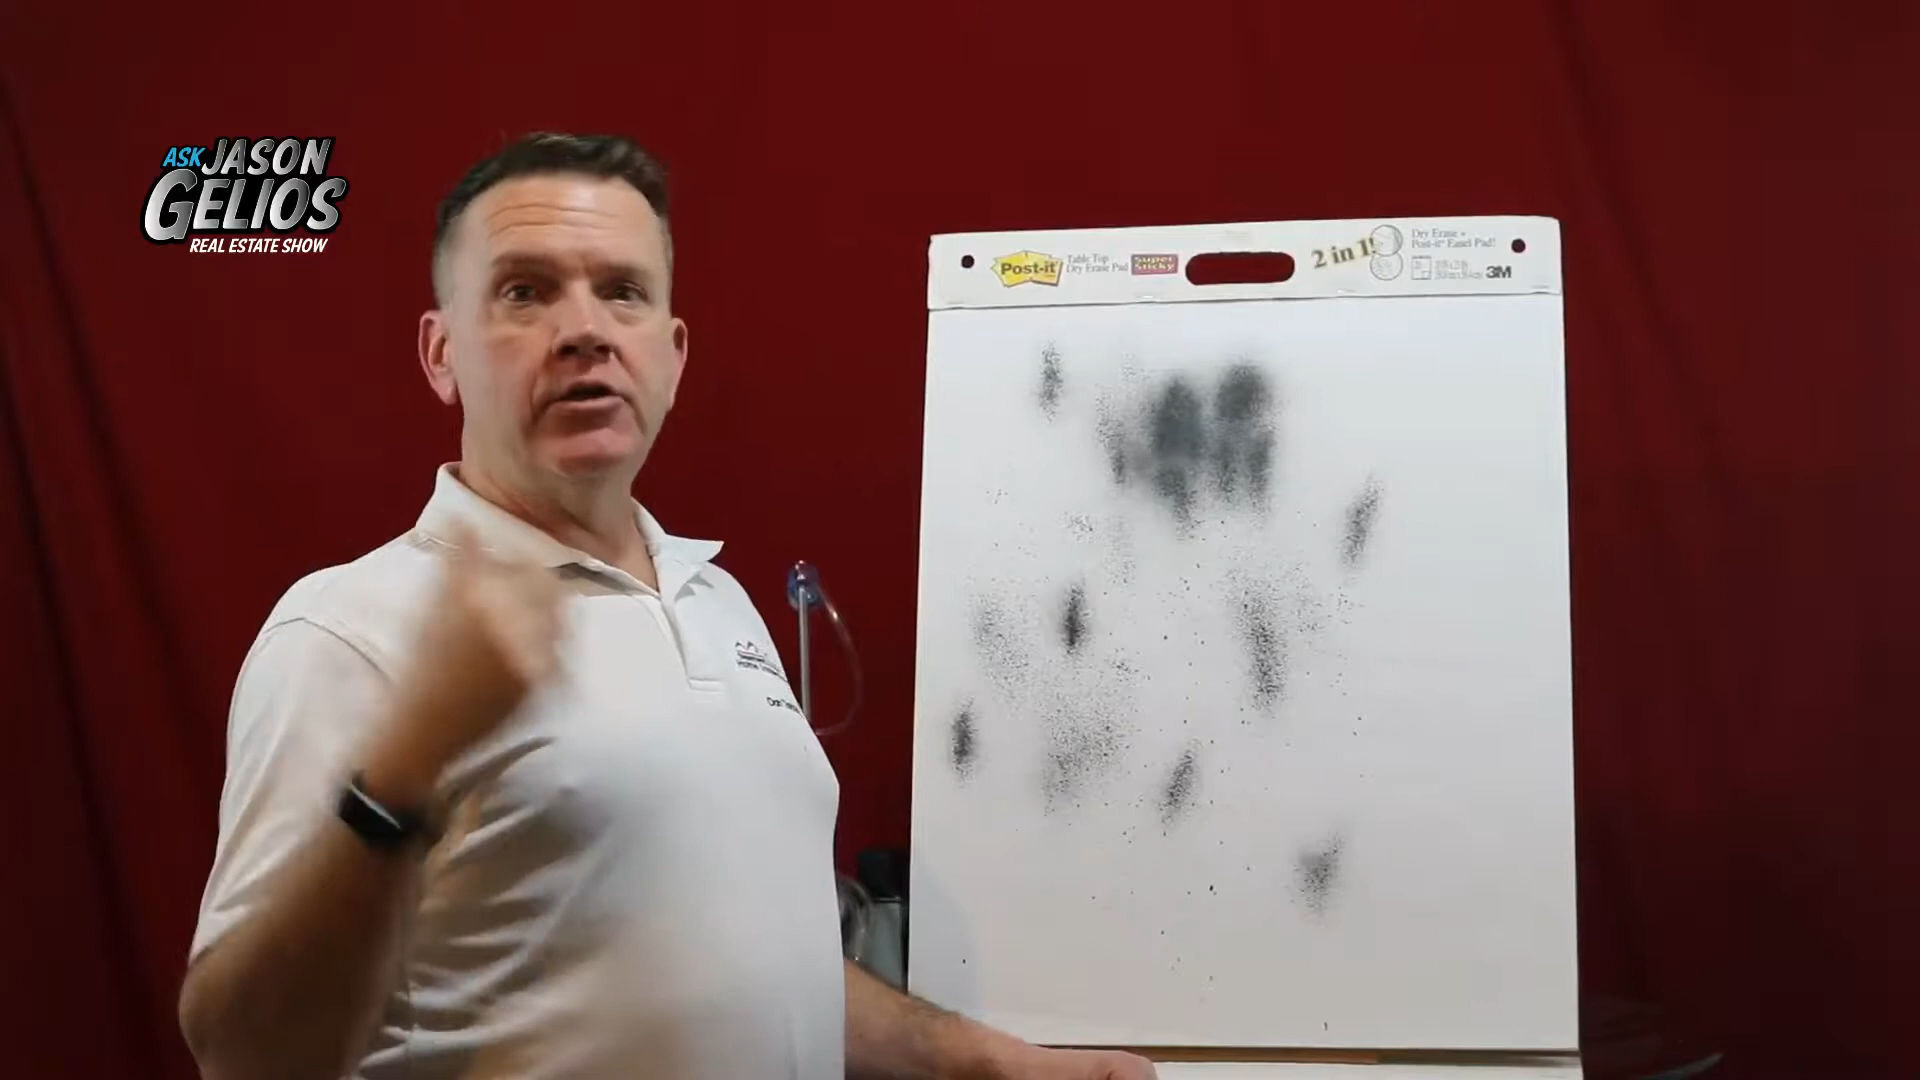 ASK JASON
GELIOS
REAL ESTATE SHOW
Post-it
Table Top
Dry Erase Pad
Super
Sticky
2 in 1!
Dry Erase +
Post-it® Easel Pad!
3M